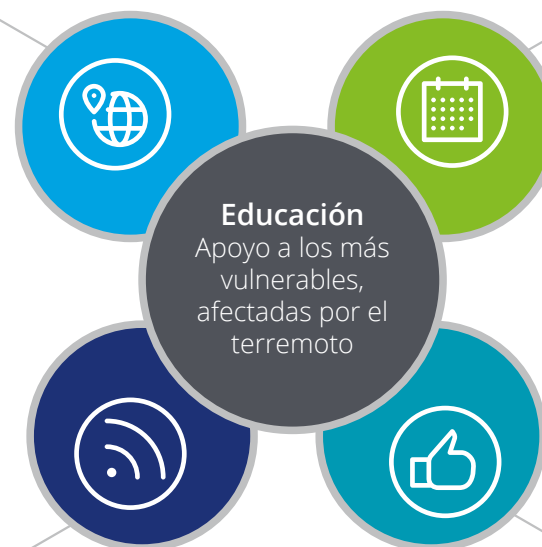 Educación
Apoyo a los más
vulnerables,
afectadas por el
terremoto